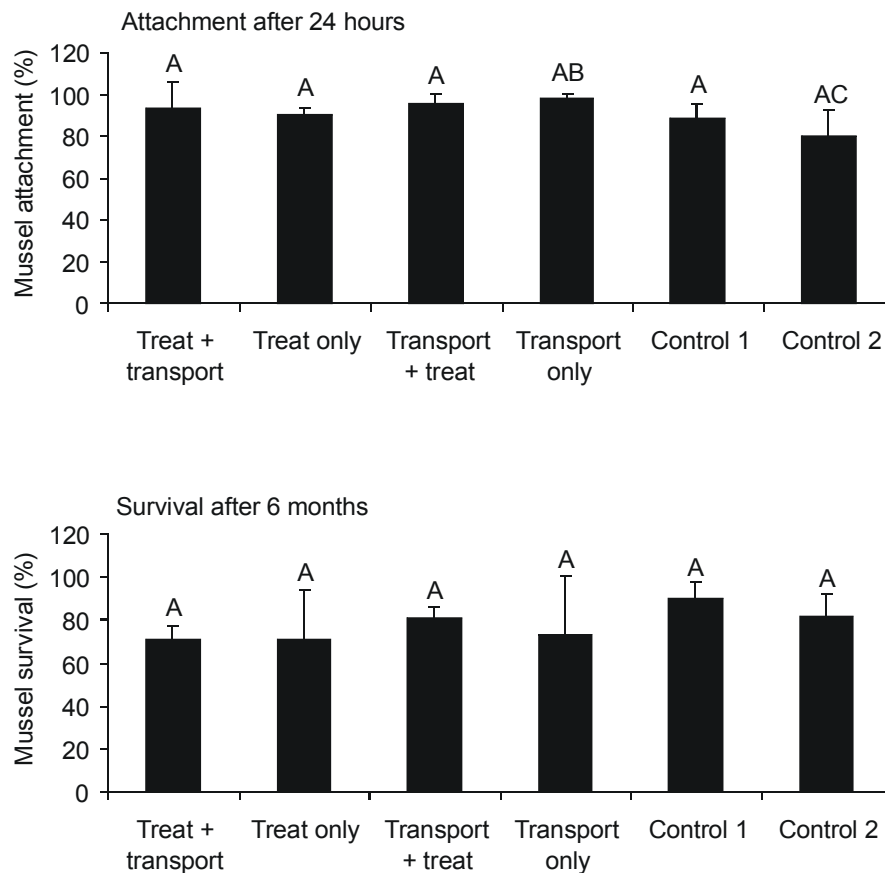 Attachment after 24 hours
Mussel attachment (%)
120
100
80
60
40
20
0
A
A
A
AB
A
AC
Treat +
transport
Treat only
Transport
+ treat
Transport
only
Control 1
Control 2
Survival after 6 months
Mussel survival (%)
120
100
80
60
40
20
0
A
A
A
A
A
A
Treat +
transport
Treat only
Transport
+ treat
Transport
only
Control 1
Control 2